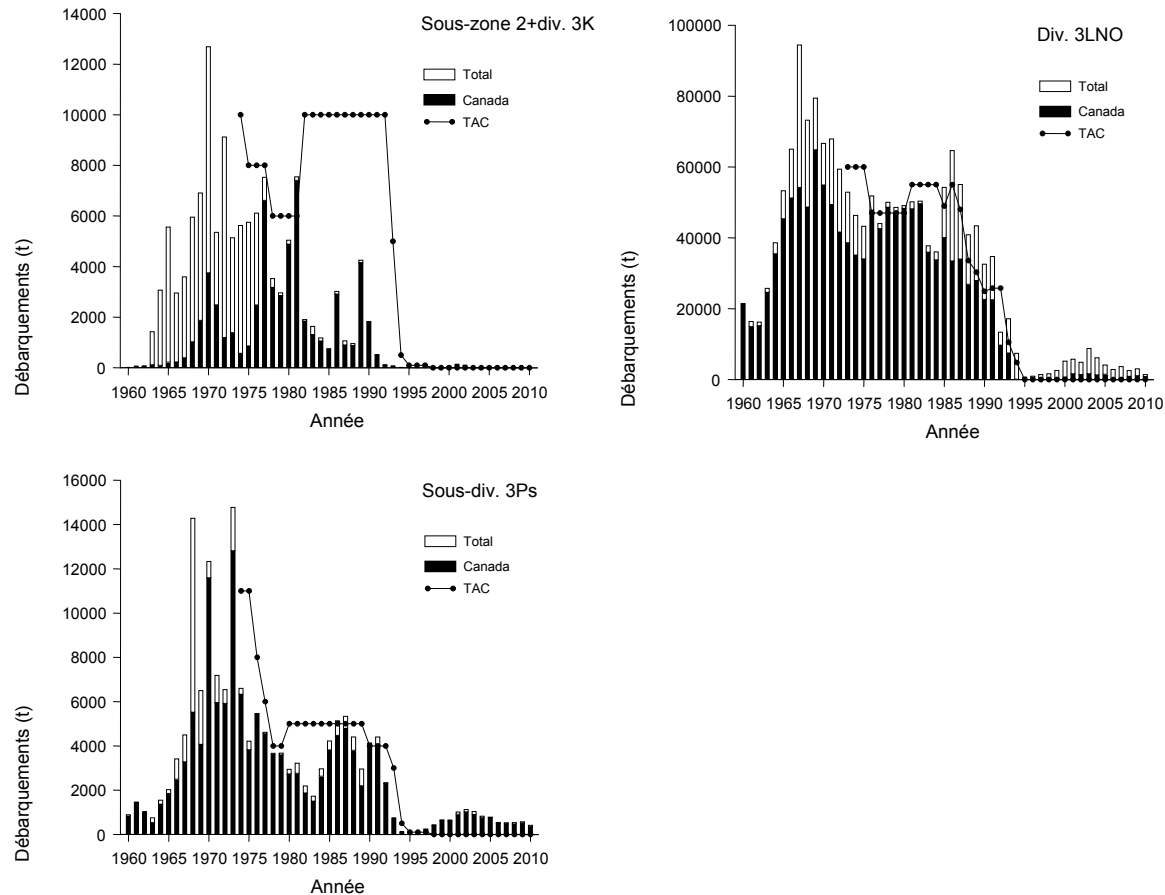 Sous-zone 2+div. 3K
Total
Canada
TAC
14000
12000
10000
8000
6000
4000
2000
0
Débarquements (t)
1960 1965 1970 1975 1980 1985 1990 1995 2000 2005 2010
Année
Div. 3LNO
Total
Canada
TAC
100000
80000
60000
40000
20000
0
Débarquements (t)
1960 1965 1970 1975 1980 1985 1990 1995 2000 2005 2010
Année
Sous-div. 3Ps
Total
Canada
TAC
16000
14000
12000
10000
8000
6000
4000
2000
0
Débarquements (t)
1960 1965 1970 1975 1980 1985 1990 1995 2000 2005 2010
Année